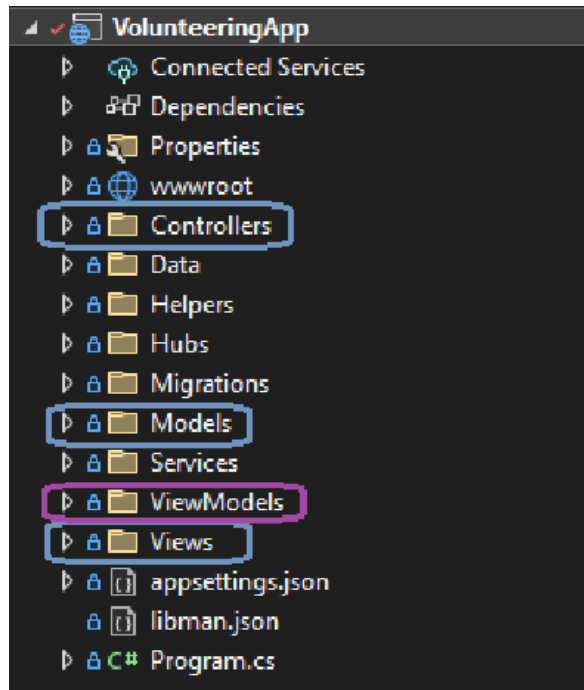 VolunteeringApp
Connected Services
Dependencies
Properties
wwwroot
Controllers
Data
Helpers
Hubs
Migrations
Models
Services
ViewModels
Views
appsettings.json
libman.json
C# Program.cs